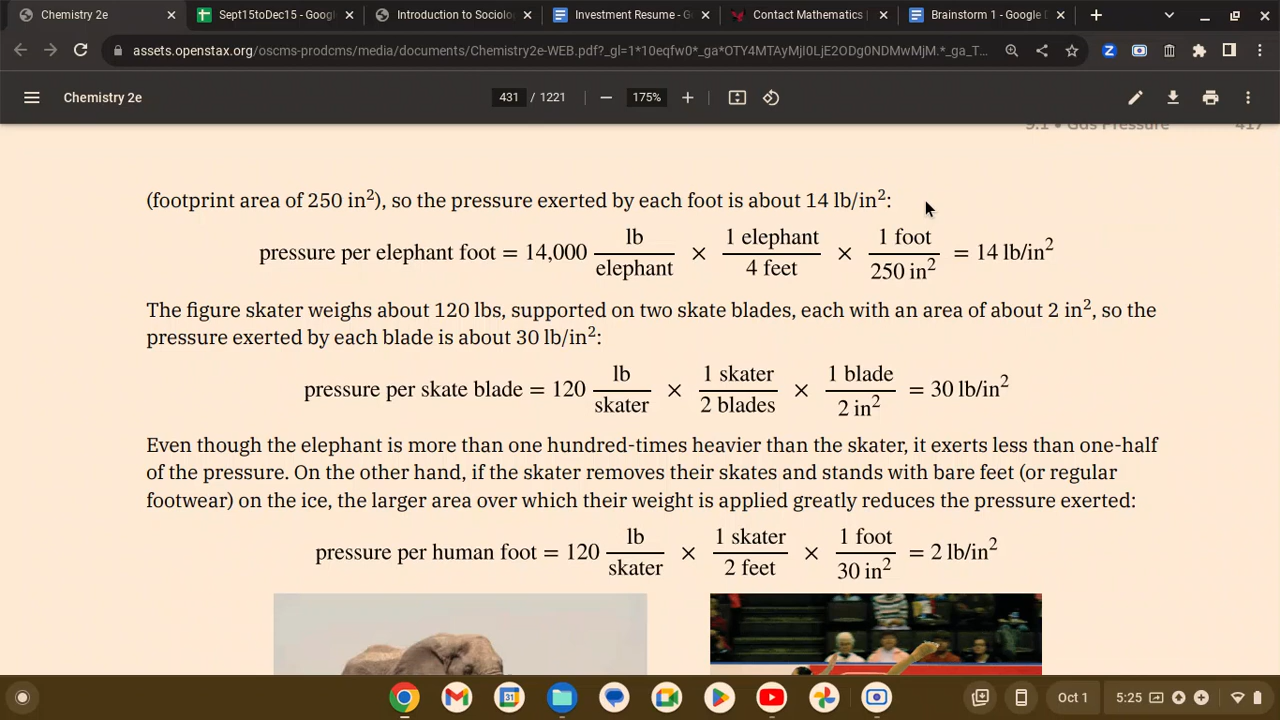 Chemistry 2e
Sept15toDec15 - Googl
Introduction to Sociolo
Investment Resume - G
Contact Mathematics
Brainstorm 1 - Google D
assets.openstax.org/oscms-prodcms/media/documents/Chemistry2e-WEB.pdf?_gl=1*10eqfw0*_ga*OTY4MTAyMjI0LjE2ODg0NDMwMjM.*_ga_T...
Chemistry 2e
431 / 1221
175%
9.1 • Gas Pressure 417
(footprint area of 250 in²), so the pressure exerted by each foot is about 14 lb/in²:
pressure per elephant foot = 14,000 lb/elephant × 1 elephant/4 feet × 1 foot/250 in² = 14 lb/in²
The figure skater weighs about 120 lbs, supported on two skate blades, each with an area of about 2 in², so the
pressure exerted by each blade is about 30 lb/in²:
pressure per skate blade = 120 lb/skater × 1 skater/2 blades × 1 blade/2 in² = 30 lb/in²
Even though the elephant is more than one hundred-times heavier than the skater, it exerts less than one-half
of the pressure. On the other hand, if the skater removes their skates and stands with bare feet (or regular
footwear) on the ice, the larger area over which their weight is applied greatly reduces the pressure exerted:
pressure per human foot = 120 lb/skater × 1 skater/2 feet × 1 foot/30 in² = 2 lb/in²
Oct 1
5:25